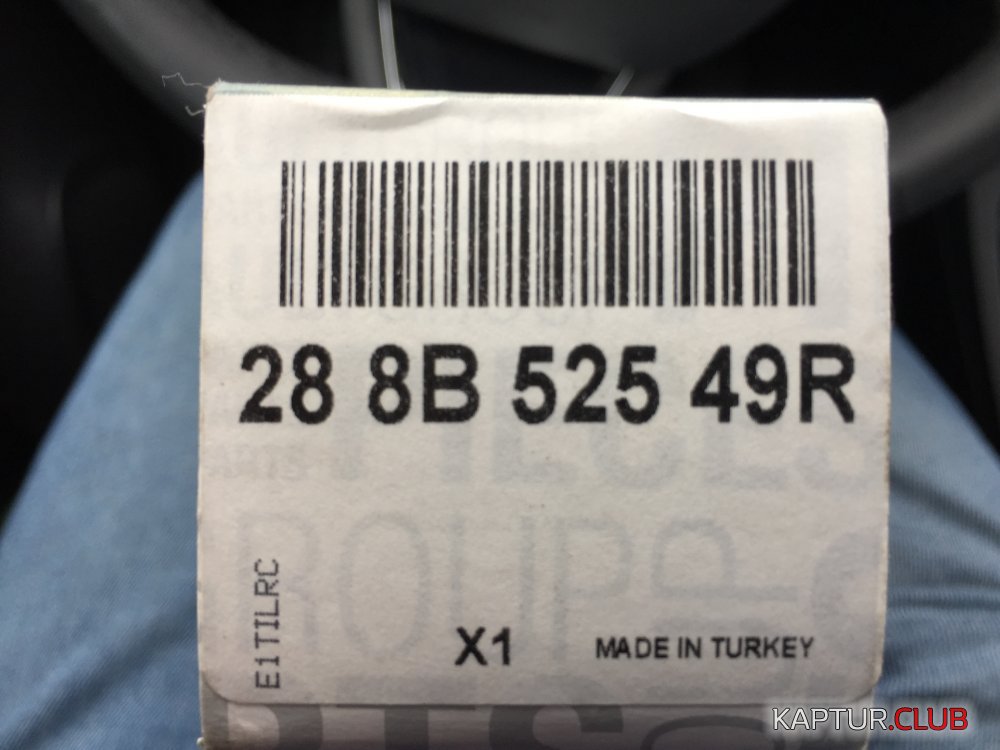 28 8B 525 49R
E1TILRC
X1
MADE IN TURKEY
KAPTUR.CLUB